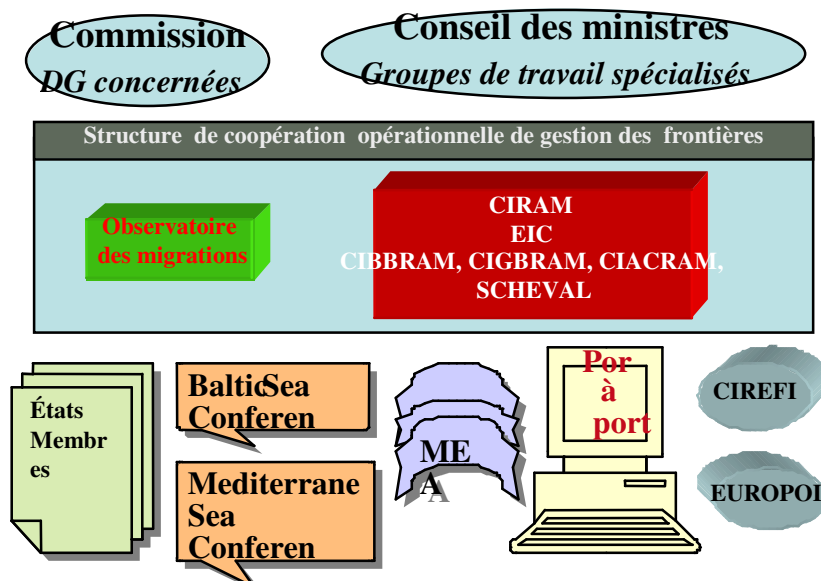 Commission
DG concernées
Conseil des ministres
Groupes de travail spécialisés
Structure de coopération opérationnelle de gestion des frontières
Observatoire
des migrations
CIRAM
EIC
CIBBRAM, CIGBRAM, CIACRAM,
SCHEVAL
États
Membr
es
Baltic Sea
Conferen
Mediterrane
Sea
Conferen
ME
A
Por
à
port
CIREFI
EUROPOL